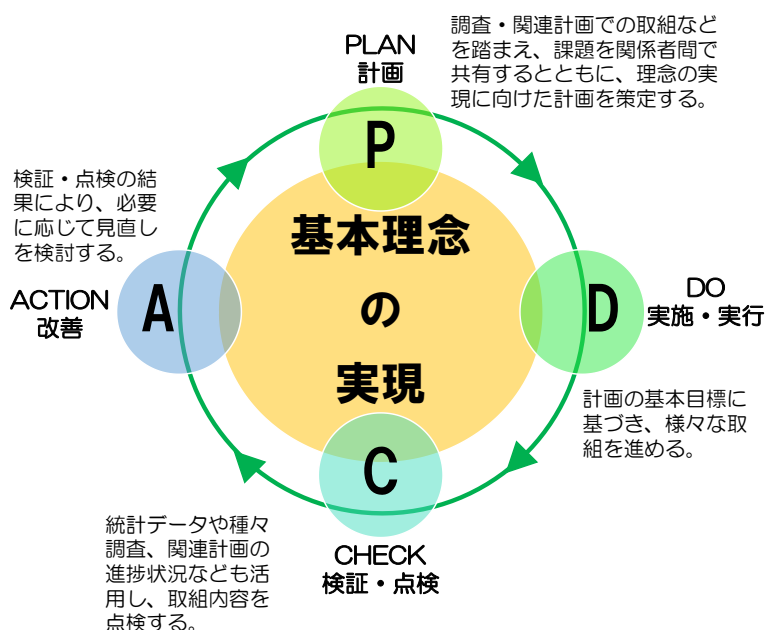 PLAN
計画
調査・関連計画での取組など
を踏まえ、課題を関係者間で
共有するとともに、理念の実
現に向けた計画を策定する。
P
検証・点検の結
果により、必要
に応じて見直し
を検討する。
基本理念
の
実現
ACTION
改善
A
D
DO
実施・実行
計画の基本目標に
基づき、様々な取
組を進める。
C
CHECK
検証・点検
統計データや種々
調査、関連計画の
進捗状況なども活
用し、取組内容を
点検する。